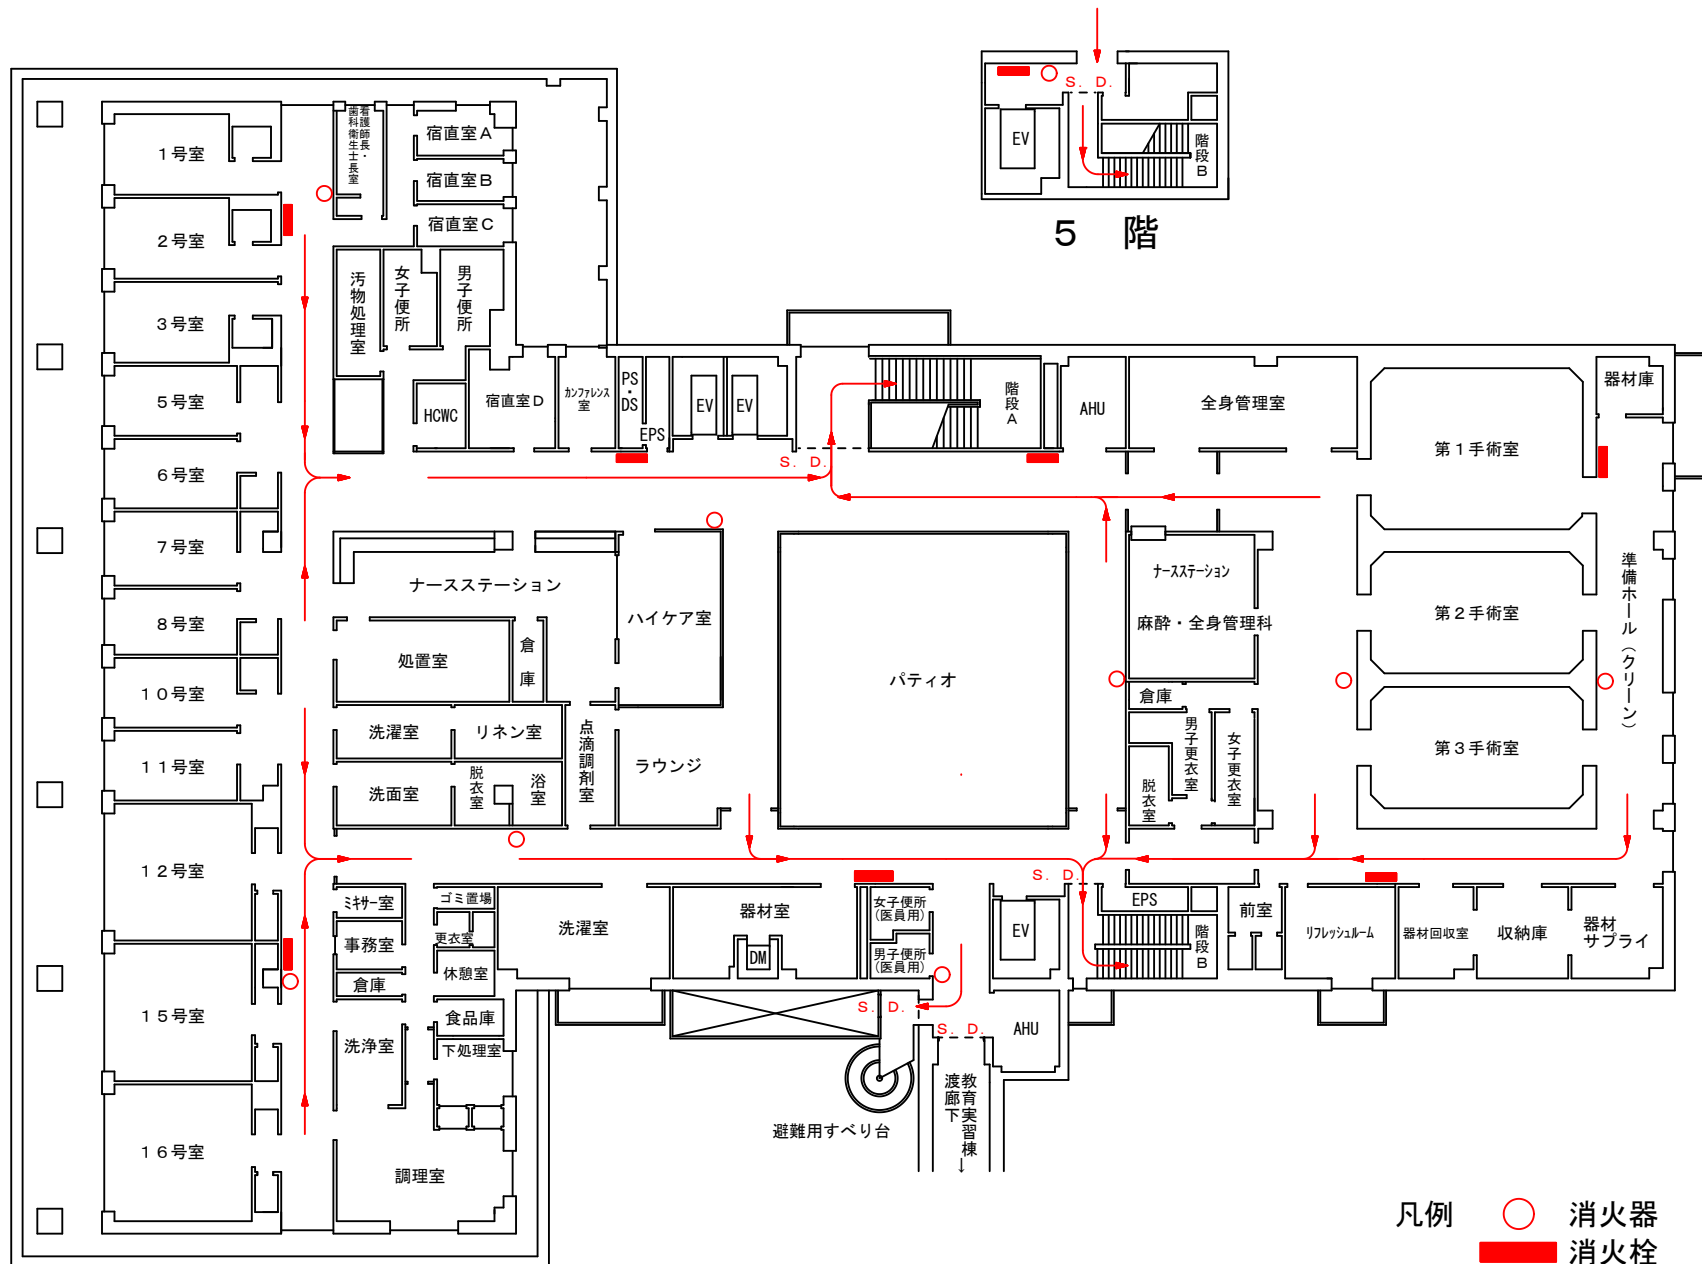 S. D.
EV
階段B
5 階
1号室
看護師長・
歯科衛生士長室
宿直室A
宿直室B
2号室
宿直室C
汚物処理室
女子便所
男子便所
3号室
5号室
HCWC
宿直室D
カンファレンス
室
PS・DS
EPS
EV
EV
階段A
AHU
全身管理室
器材庫
第1手術室
S. D.
6号室
7号室
ナースステーション
ハイケア室
ナースステーション
麻酔・全身管理科
第2手術室
準備ホール(クリーン)
8号室
処置室
倉庫
パティオ
10号室
倉庫
洗濯室
リネン室
点滴調剤室
ラウンジ
男子更衣室
女子更衣室
第3手術室
11号室
洗面室
脱衣室
浴室
脱衣室
12号室
S. D.
ミキサー室
ゴミ置場
洗濯室
器材室
女子便所
(医員用)
EPS
前室
更衣室
事務室
男子便所
(医員用)
EV
階段B
リフレッシュルーム
器材回収室
収納庫
器材
サプライ
DM
休憩室
倉庫
15号室
食品庫
S. D.
洗浄室
下処理室
S. D.
AHU
教育実習棟
渡廊下
↓
避難用すべり台
16号室
調理室
凡例
消火器
消火栓